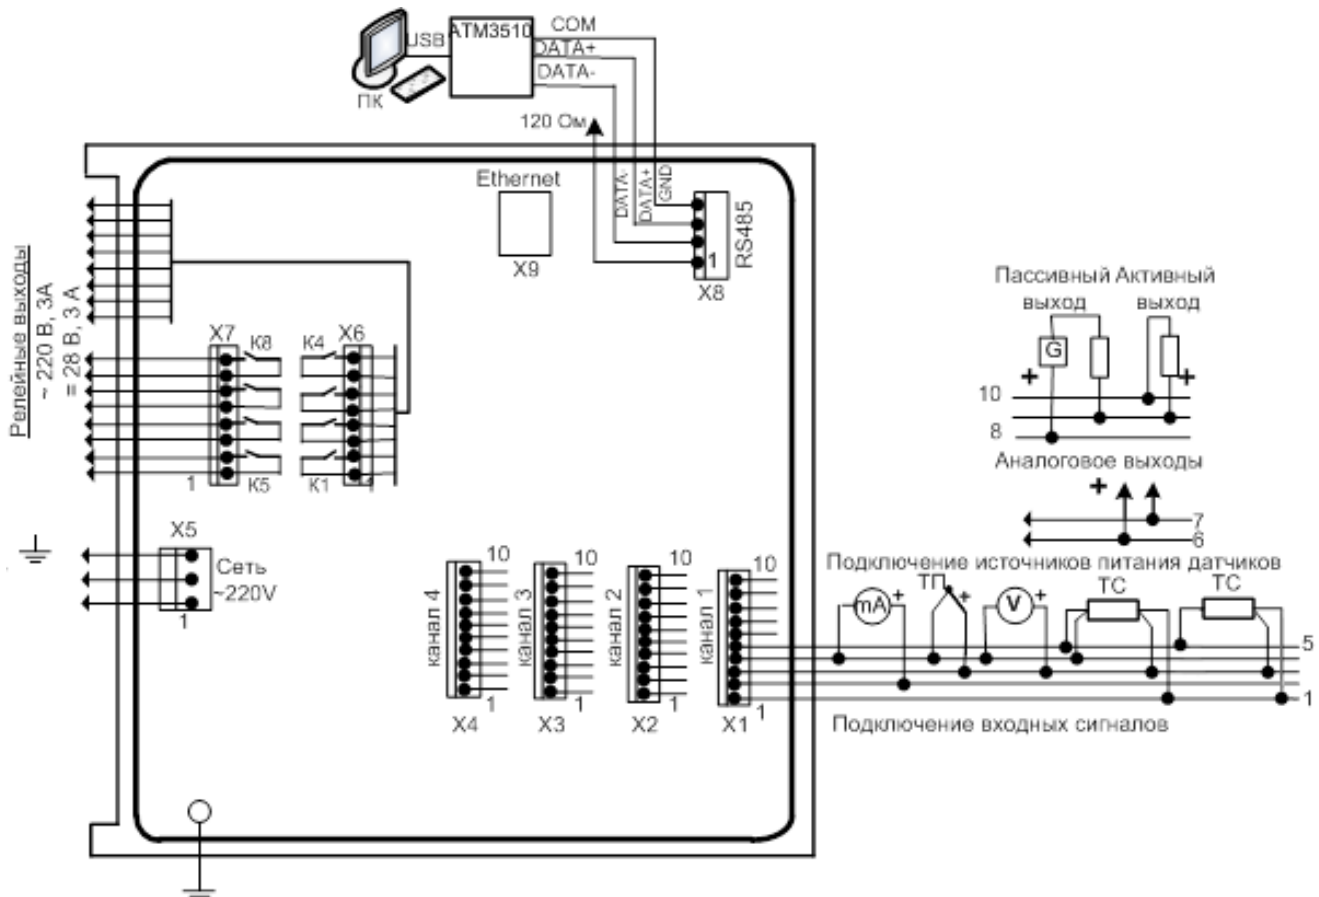 ATM3510
COM
USB
DATA+
DATA-
ПК
120 Ом
Ethernet
X9
DATA-
DATA+
GND
1
RS485
X8
Релейные выходы
~ 220 В, 3А
= 28 В, 3 А
X7
K8
K4
X6
1
K5
K1
1
X5
Сеть
~220V
1
10
канал 4
1
X4
10
канал 3
1
X3
10
канал 2
1
X2
10
канал 1
1
X1
Пассивный Активный
выход
выход
G
+
+
10
8
Аналоговое выходы
+
7
6
Подключение источников питания датчиков
mA
+
ТП
+
V
+
ТС
ТС
5
1
Подключение входных сигналов